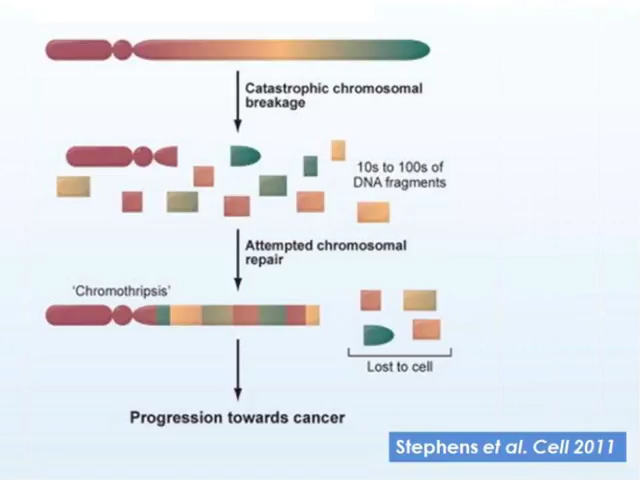 Catastrophic chromosomal
breakage
10s to 100s of
DNA fragments
Attempted chromosomal
repair
'Chromothripsis'
Lost to cell
Progression towards cancer
Stephens et al. Cell 2011